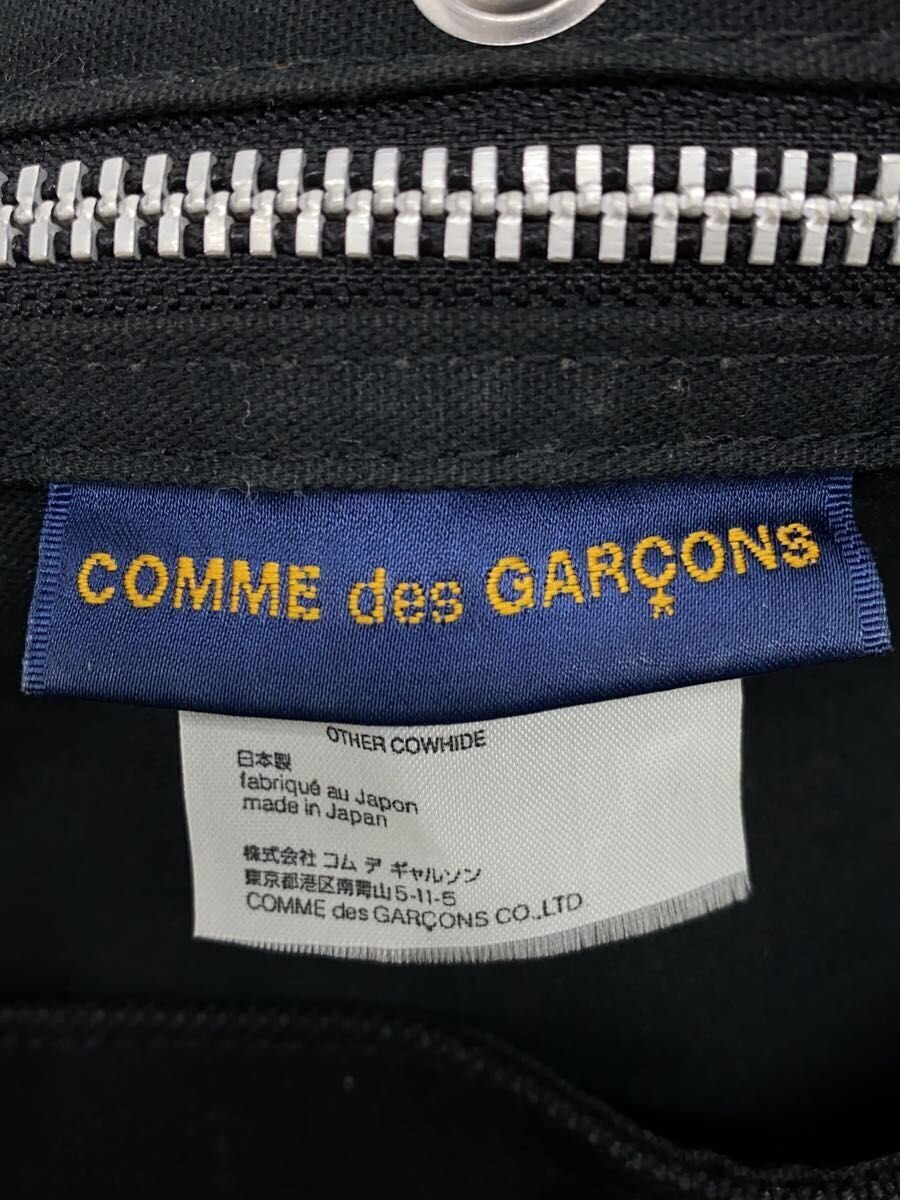 COMME des GARÇONS
OTHER COWHIDE
日本製
fabriqué au Japon
made in Japan
株式会社 コム デ ギャルソン
東京都港区南青山5-11-5
COMME des GARÇONS CO.,LTD